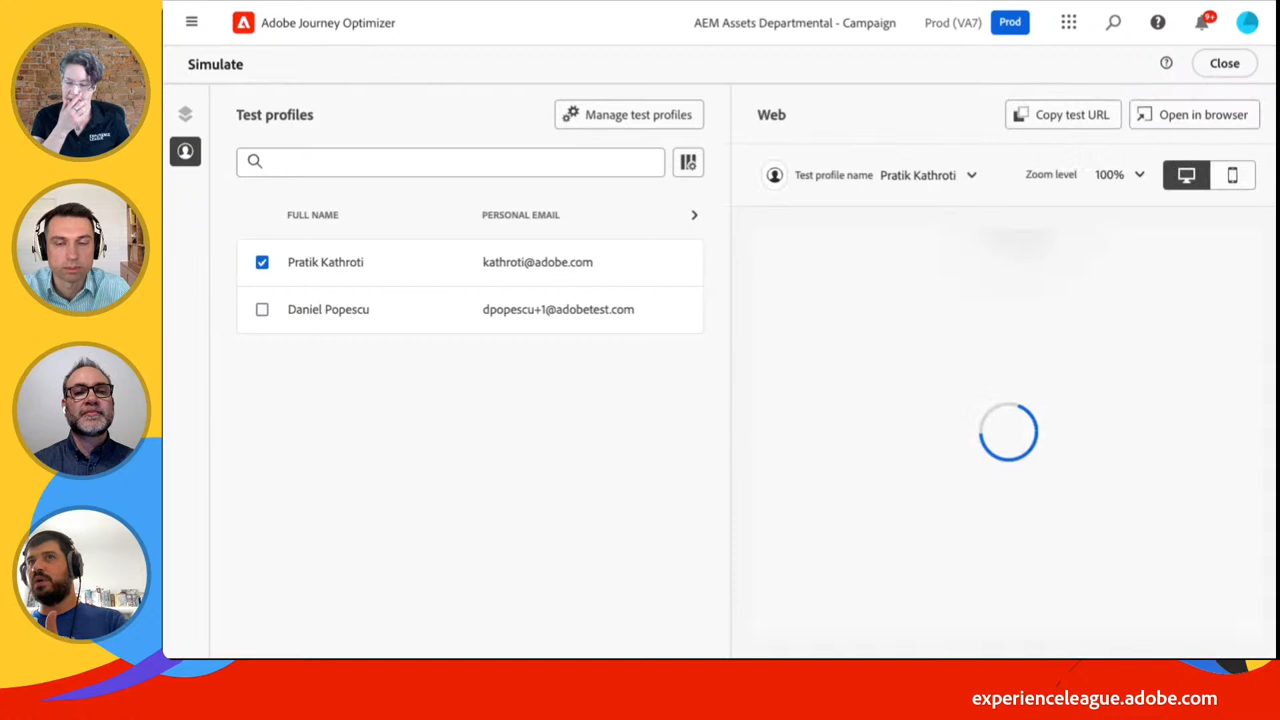 Adobe Journey Optimizer
AEM Assets Departmental - Campaign
Prod (VA7)
Prod
9+
Simulate
Close
Test profiles
Manage test profiles
Web
Copy test URL
Open in browser
Test profile name Pratik Kathroti
Zoom level 100%
FULL NAME PERSONAL EMAIL
Pratik Kathroti kathroti@adobe.com
Daniel Popescu dpopescu+1@adobetest.com
experienceleague.adobe.com